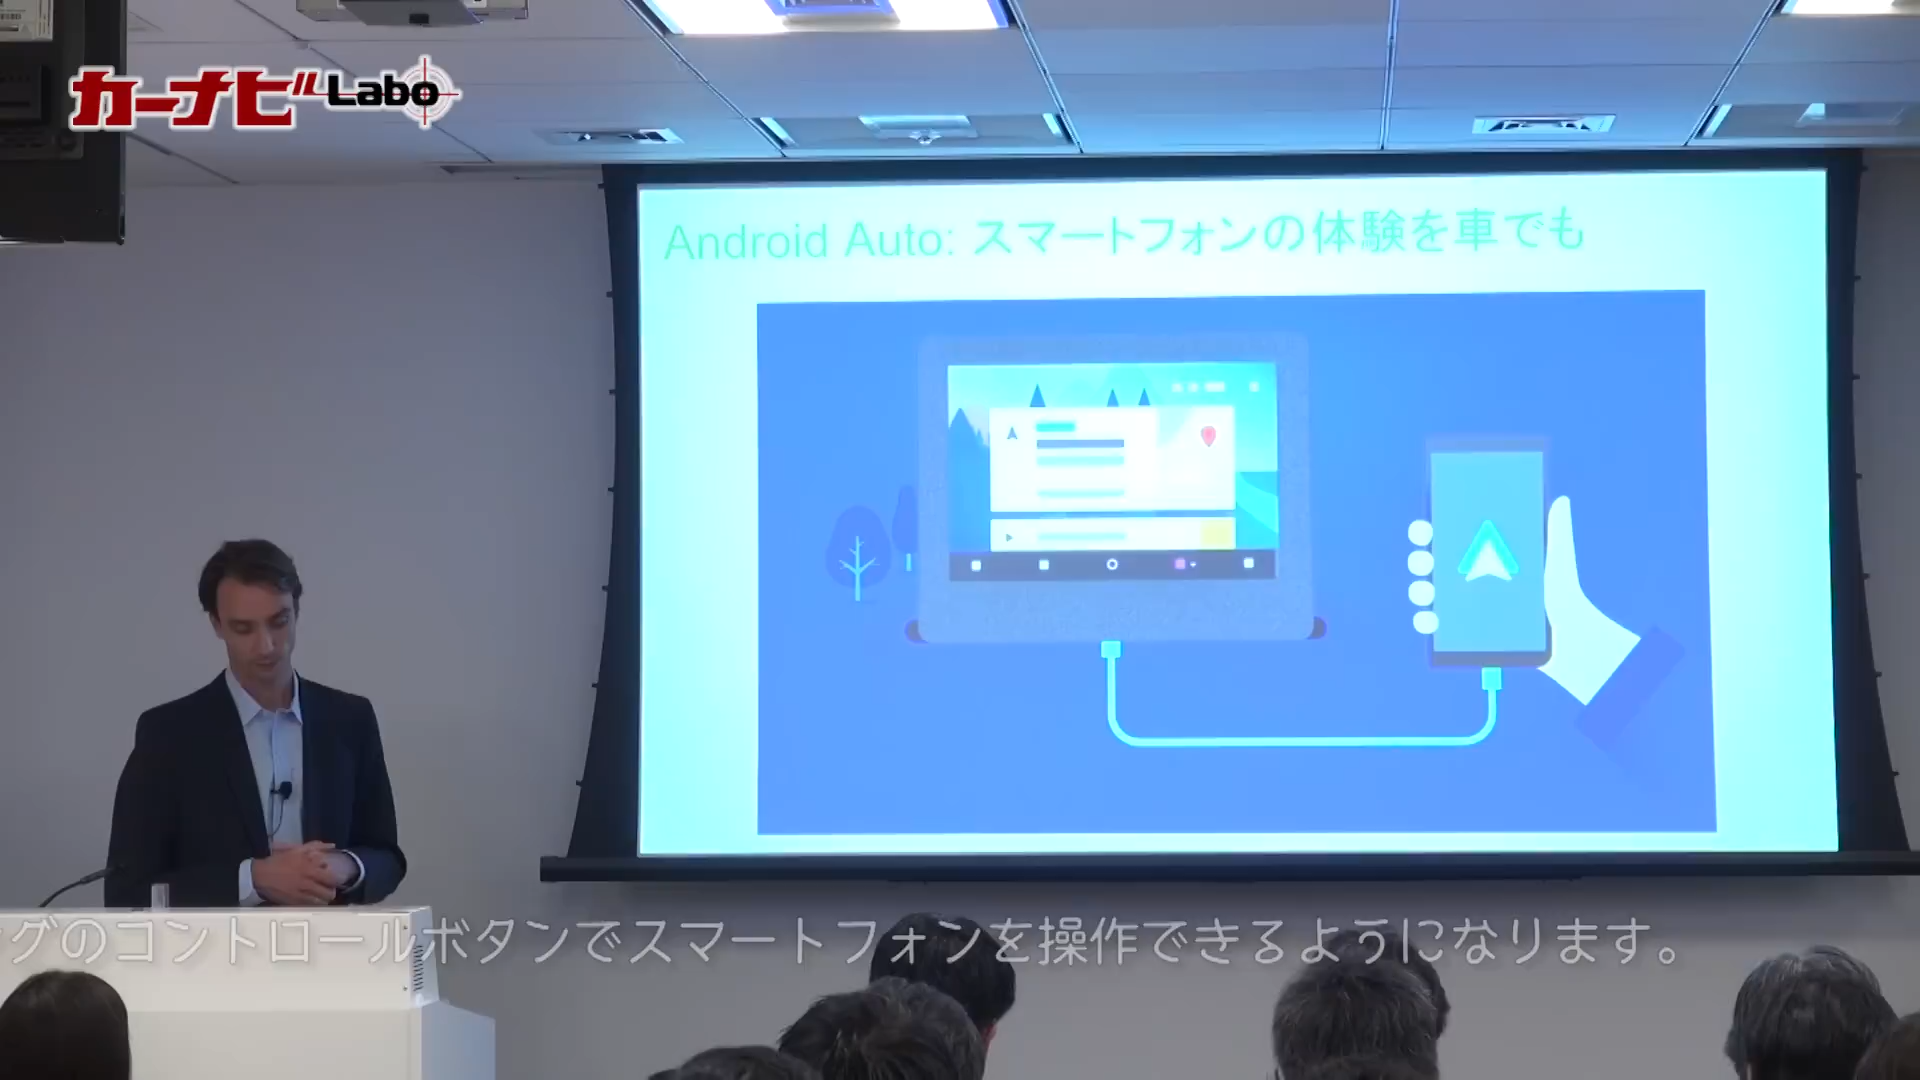 カーナビLabo
Android Auto: スマートフォンの体験を車でも
グのコントロールボタンでスマートフォンを操作できるようになります。